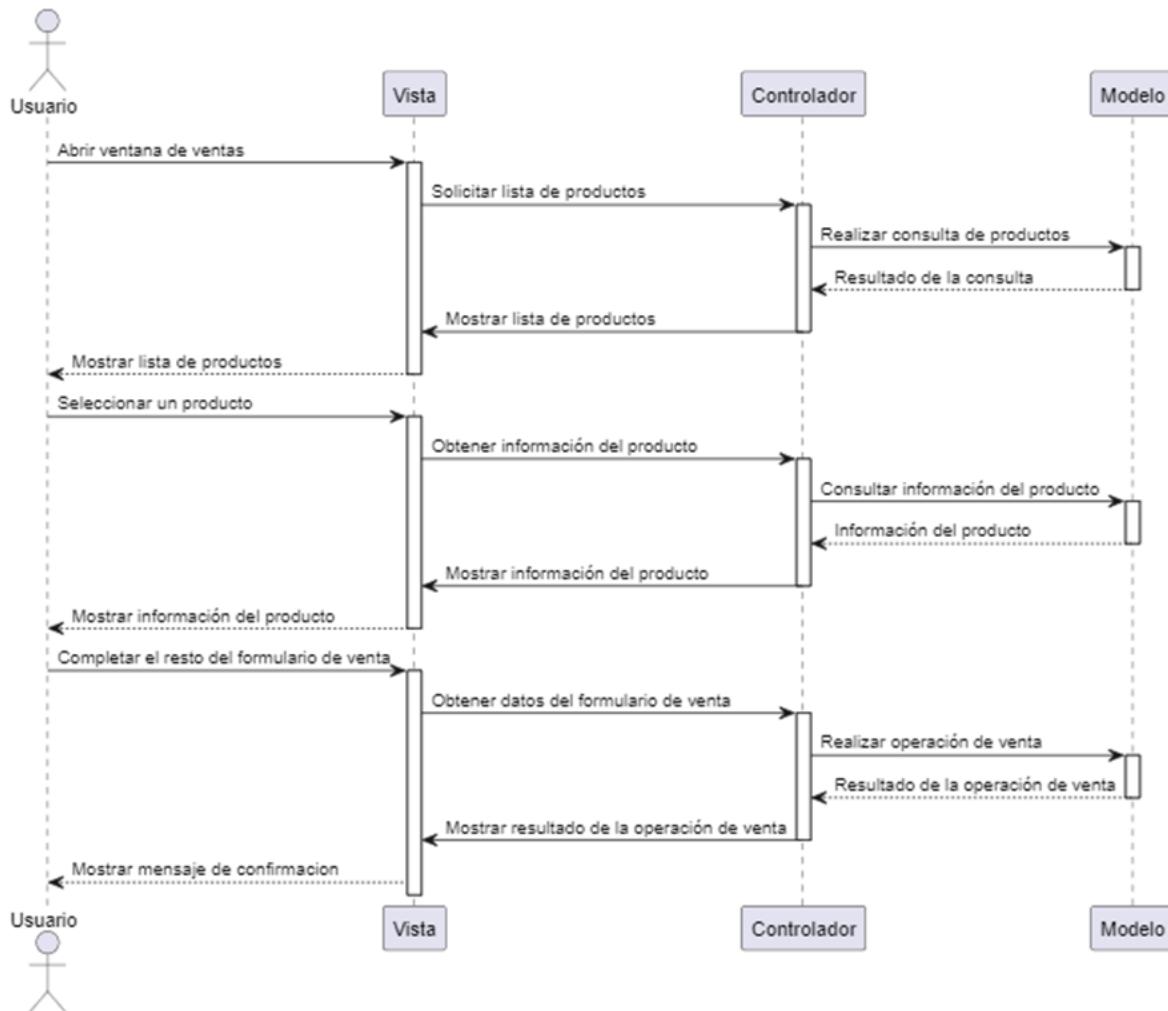 Usuario
Vista
Controlador
Modelo
Abrir ventana de ventas
Solicitar lista de productos
Realizar consulta de productos
Resultado de la consulta
Mostrar lista de productos
Mostrar lista de productos
Seleccionar un producto
Obtener información del producto
Consultar información del producto
Información del producto
Mostrar información del producto
Mostrar información del producto
Completar el resto del formulario de venta
Obtener datos del formulario de venta
Realizar operación de venta
Resultado de la operación de venta
Mostrar resultado de la operación de venta
Mostrar mensaje de confirmacion
Usuario
Vista
Controlador
Modelo